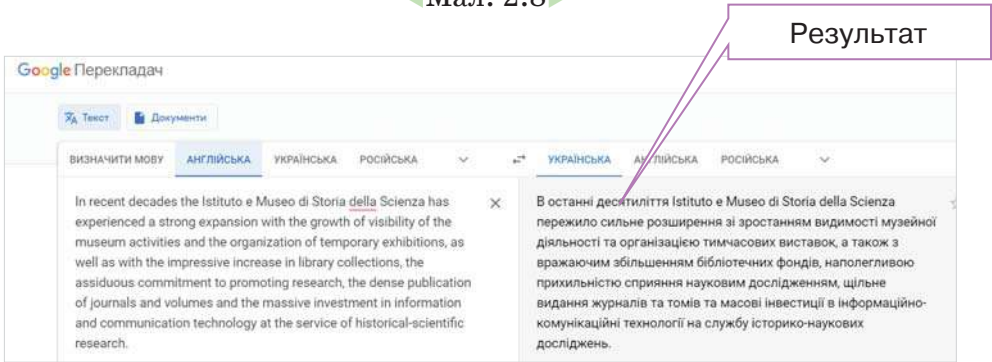 Мал. 2.8
Результат
Google Перекладач
Текст Документи
ВИЗНАЧИТИ МОВУ АНГЛІЙСЬКА УКРАЇНСЬКА РОСІЙСЬКА УКРАЇНСЬКА АНГЛІЙСЬКА РОСІЙСЬКА
In recent decades the Istituto e Museo di Storia della Scienza has
experienced a strong expansion with the growth of visibility of the
museum activities and the organization of temporary exhibitions, as
well as with the impressive increase in library collections, the
assiduous commitment to promoting research, the dense publication
of journals and volumes and the massive investment in information
and communication technology at the service of historical-scientific
research.
В останні десятиліття Istituto e Museo di Storia della Scienza
пережило сильне розширення зі зростанням видимості музейної
діяльності та організацією тимчасових виставок, а також з
вражаючим збільшенням бібліотечних фондів, наполегливою
прихильністю сприяння науковим дослідженням, щільне
видання журналів та томів та масові інвестиції в інформаційно-
комунікаційні технології на службу історико-наукових
досліджень.